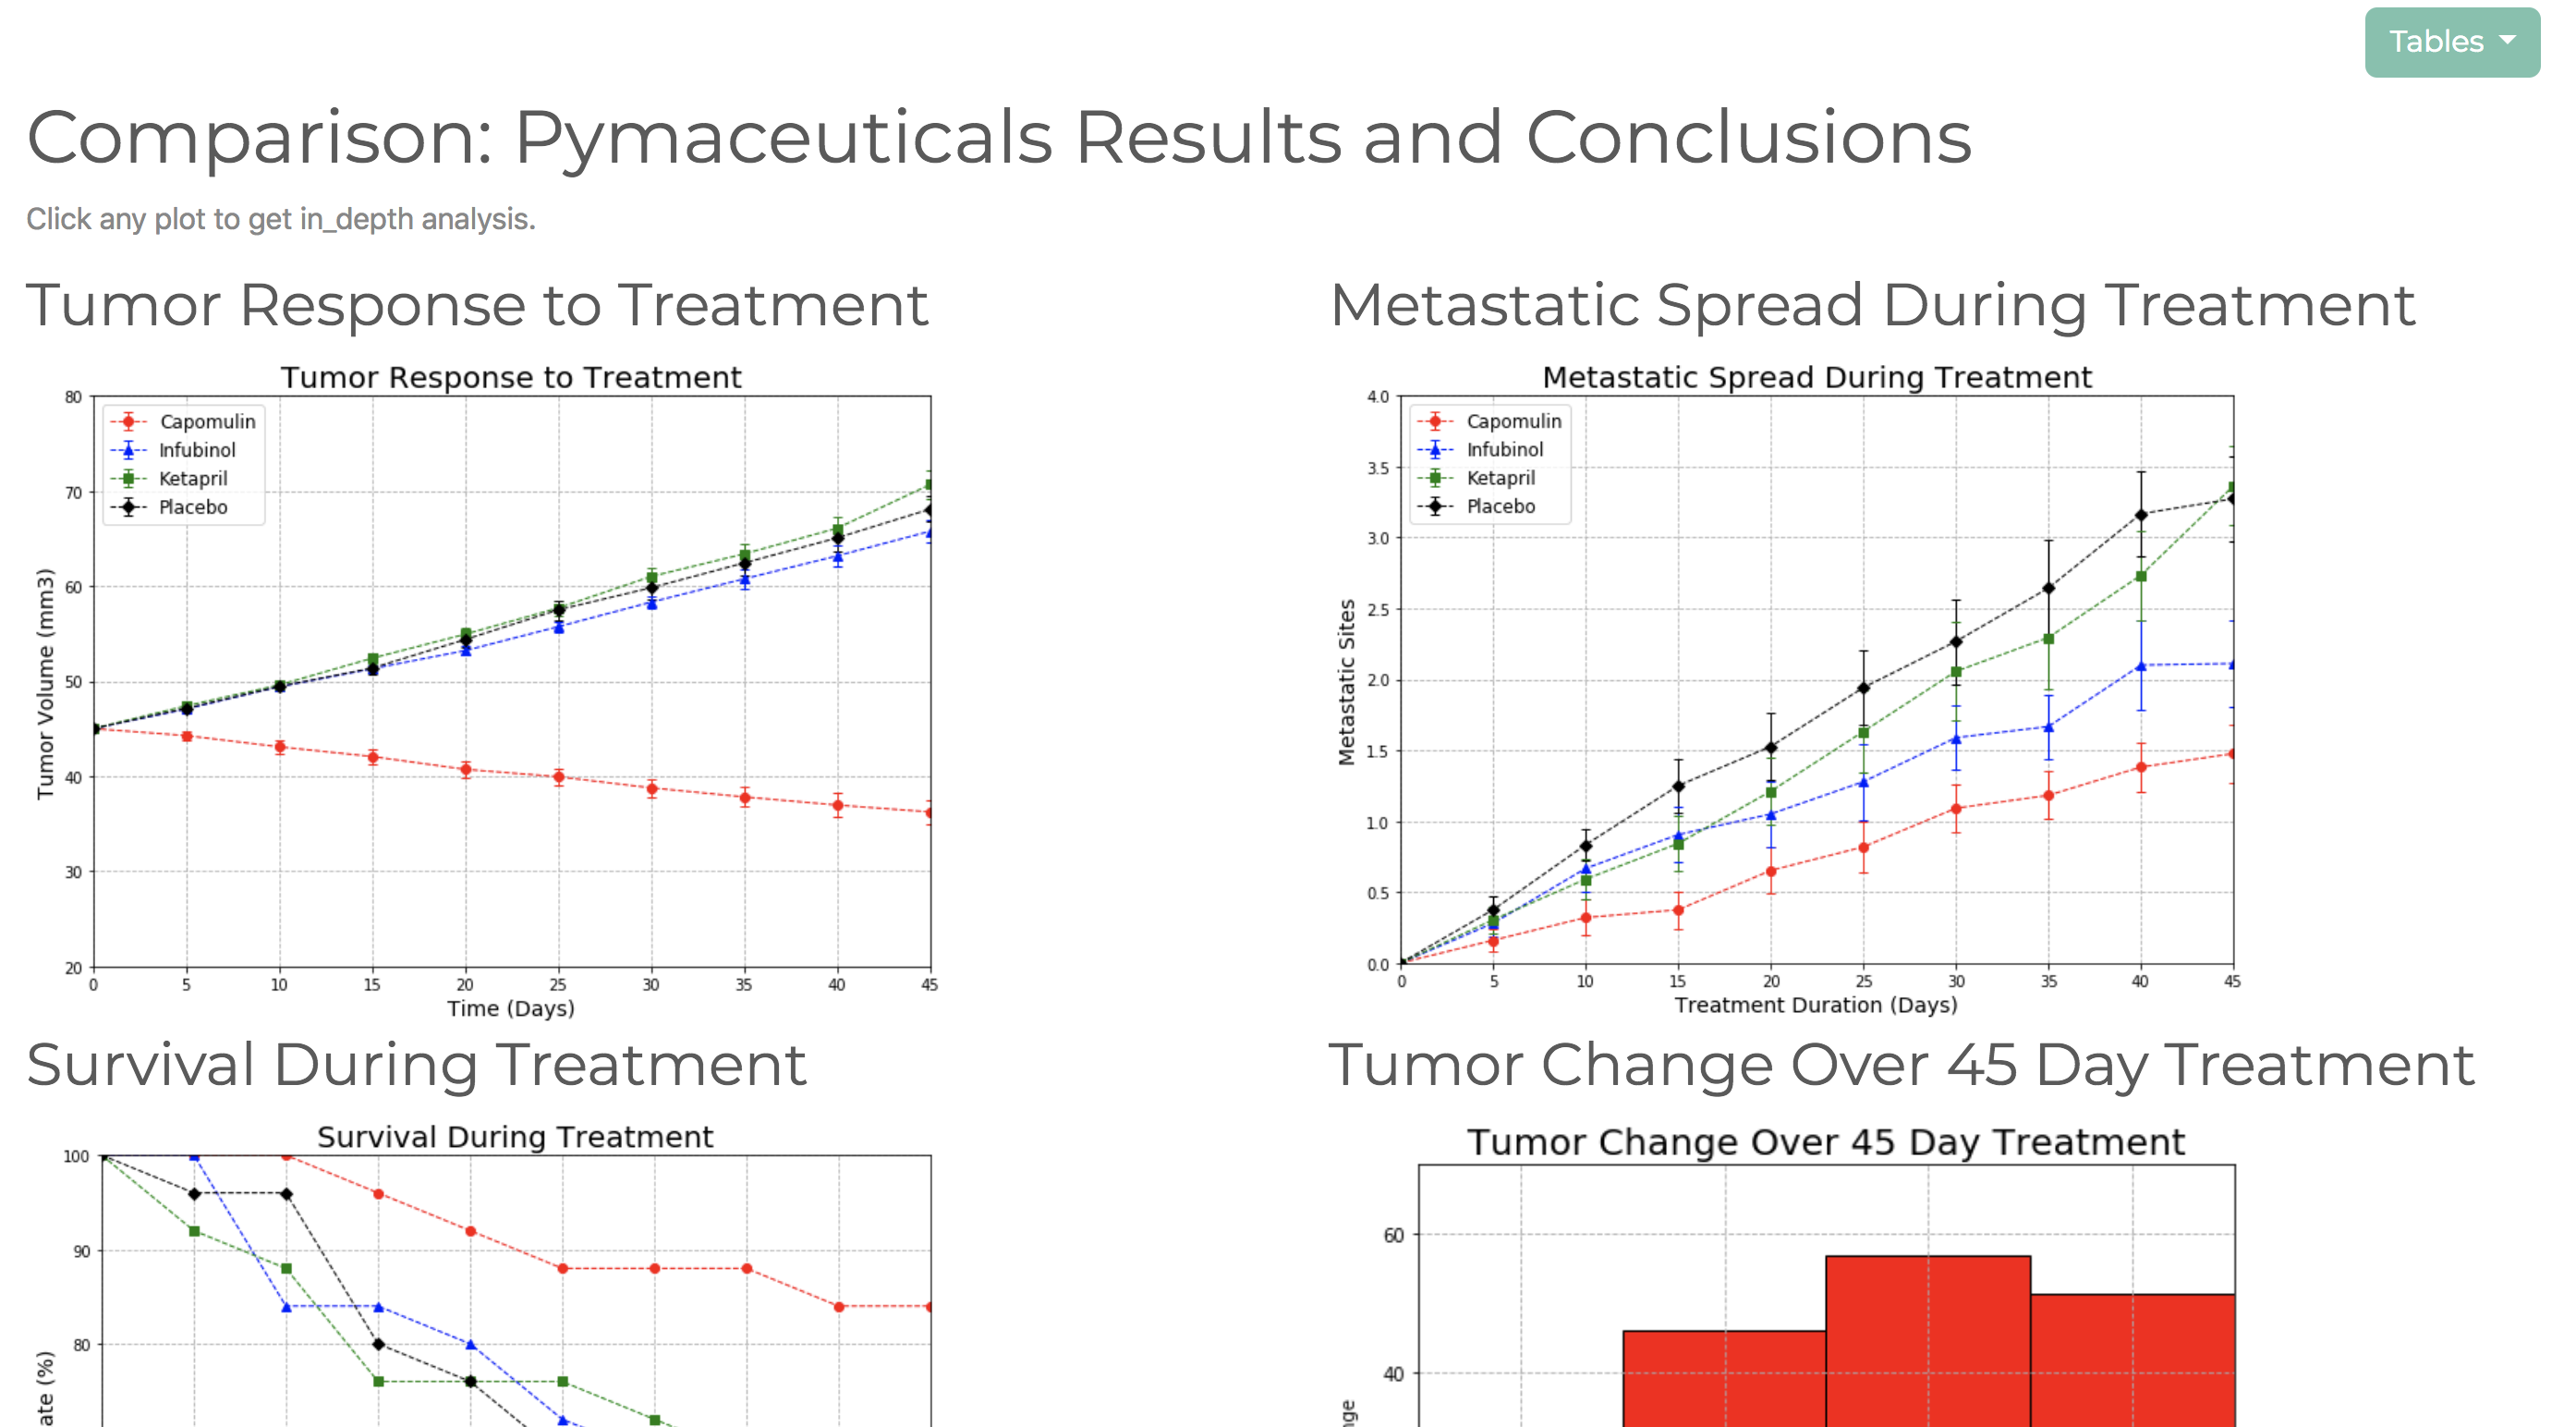 Tables
Comparison: Pymaceuticals Results and Conclusions
Click any plot to get in_depth analysis.
Tumor Response to Treatment
Tumor Response to Treatment
80
70
60
50
40
30
20
Tumor Volume (mm3)
Capomulin
Infubinol
Ketapril
Placebo
0 5 10 15 20 25 30 35 40 45
Time (Days)
Metastatic Spread During Treatment
Metastatic Spread During Treatment
4.0
3.5
3.0
2.5
2.0
1.5
1.0
0.5
0.0
Metastatic Sites
Capomulin
Infubinol
Ketapril
Placebo
0 5 10 15 20 25 30 35 40 45
Treatment Duration (Days)
Survival During Treatment
Survival During Treatment
100
90
80
ate (%)
Tumor Change Over 45 Day Treatment
Tumor Change Over 45 Day Treatment
60
40
nge